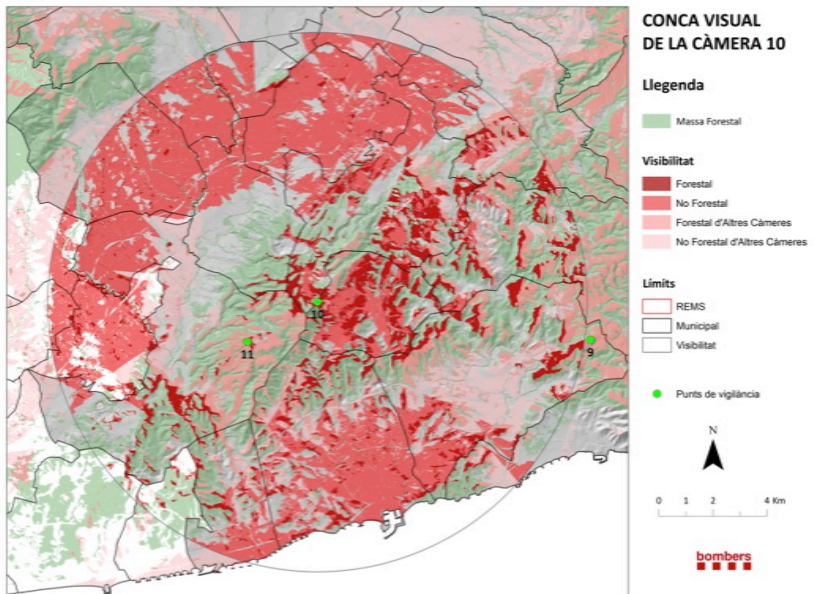 CONCA VISUAL
DE LA CÀMERA 10
Llegenda
Massa Forestal
Visibilitat
Forestal
No Forestal
Forestal d'Altres Càmeres
No Forestal d'Altres Càmeres
Límits
REMS
Municipal
Visibilitat
Punts de vigilància
N
0 1 2 4 Km
bombers
10
11
9